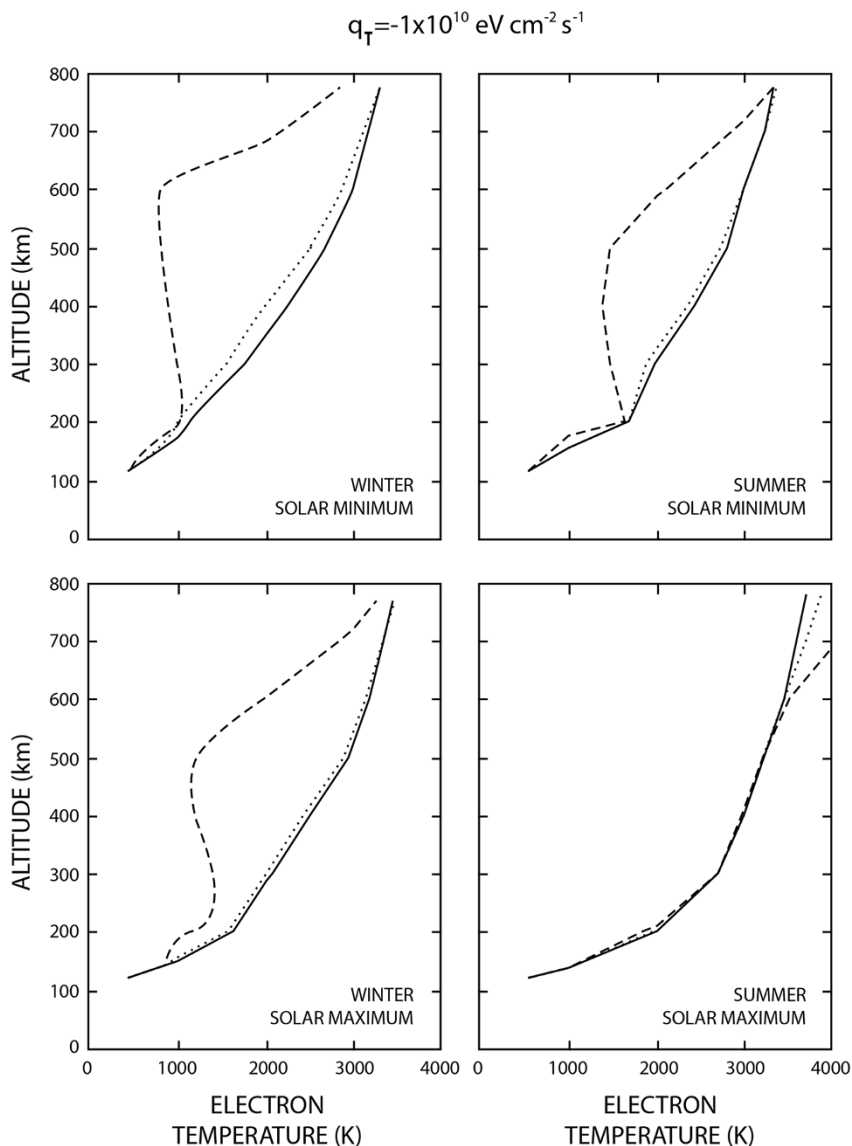 q_T=-1x10^10 eV cm^-2 s^-1
800
700
600
500
400
300
200
100
0
ALTITUDE (km)
WINTER
SOLAR MINIMUM
SUMMER
SOLAR MINIMUM
800
700
600
500
400
300
200
100
0
ALTITUDE (km)
WINTER
SOLAR MAXIMUM
SUMMER
SOLAR MAXIMUM
0 1000 2000 3000 4000 0 1000 2000 3000 4000
ELECTRON
TEMPERATURE (K)
ELECTRON
TEMPERATURE (K)